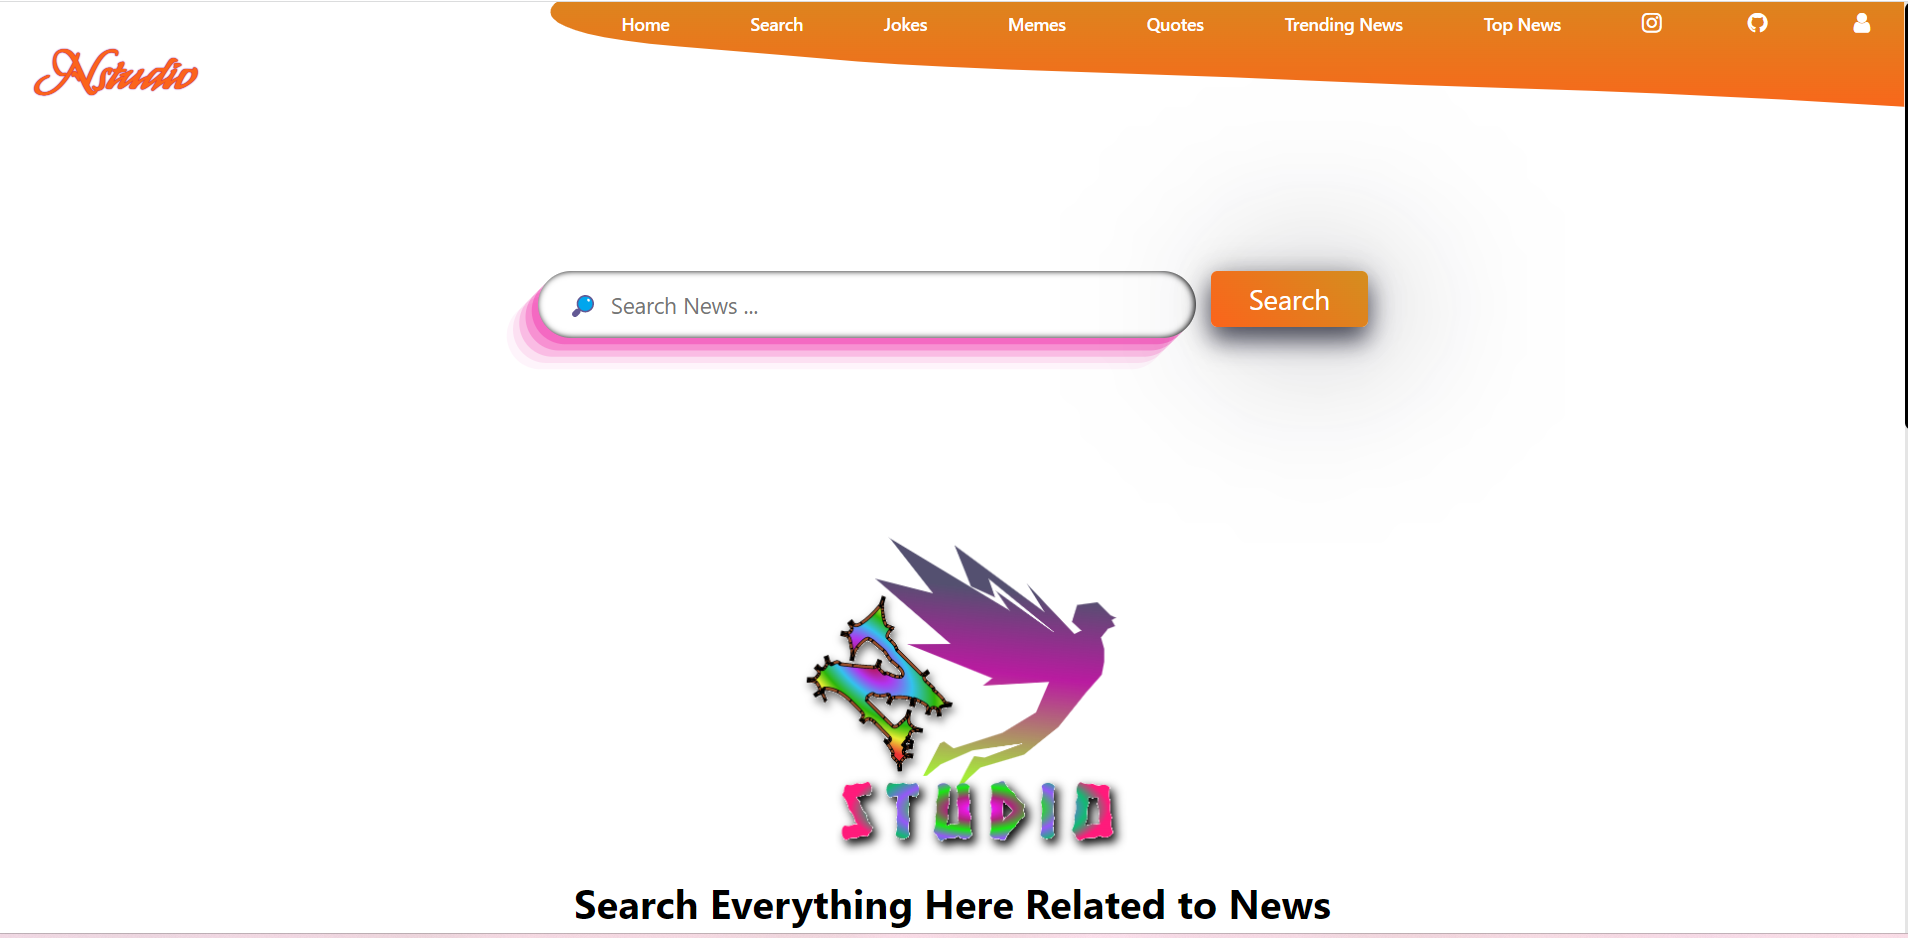 Home Search Jokes Memes Quotes Trending News Top News
Nstudio
Search News ...
Search
N
STUDIO
Search Everything Here Related to News